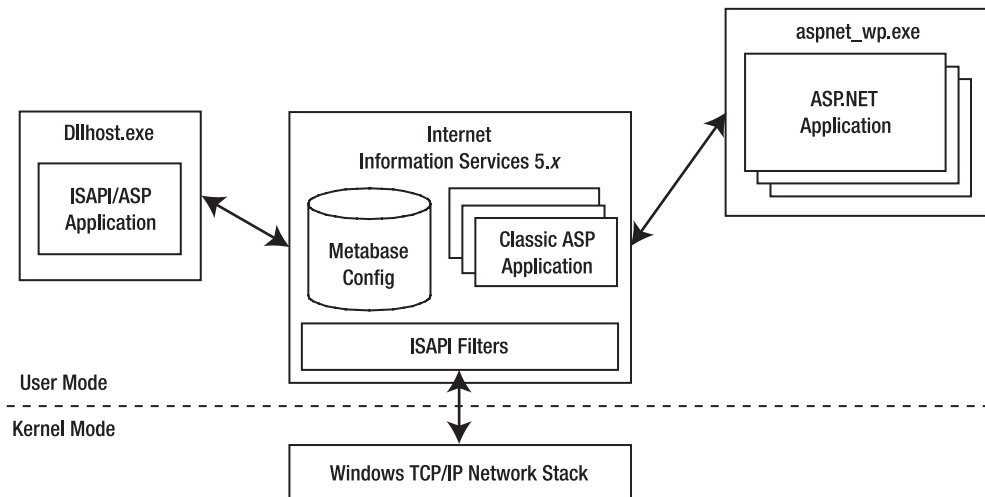 aspnet_wp.exe
ASP.NET
Application
Dllhost.exe
ISAPI/ASP
Application
Internet
Information Services 5.x
Metabase
Config
Classic ASP
Application
ISAPI Filters
User Mode
Kernel Mode
Windows TCP/IP Network Stack